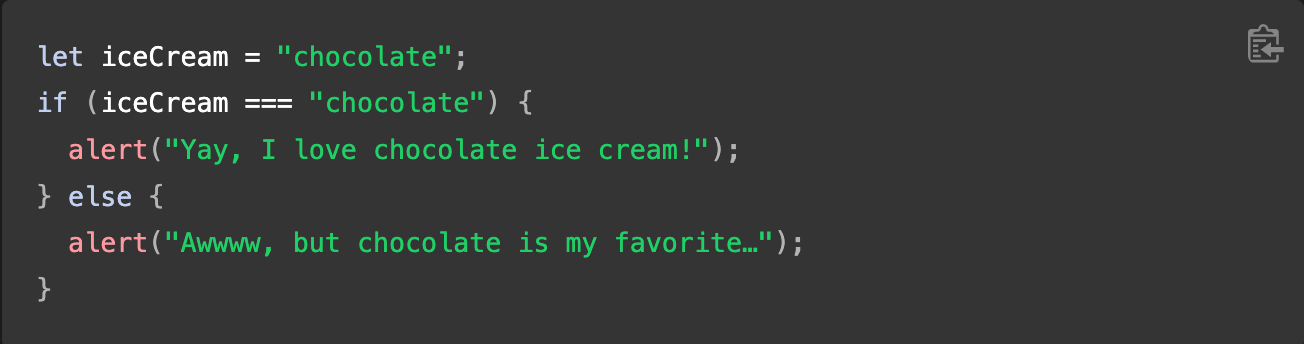 let iceCream = "chocolate";
if (iceCream === "chocolate") {
  alert("Yay, I love chocolate ice cream!");
} else {
  alert("Awwww, but chocolate is my favorite…");
}